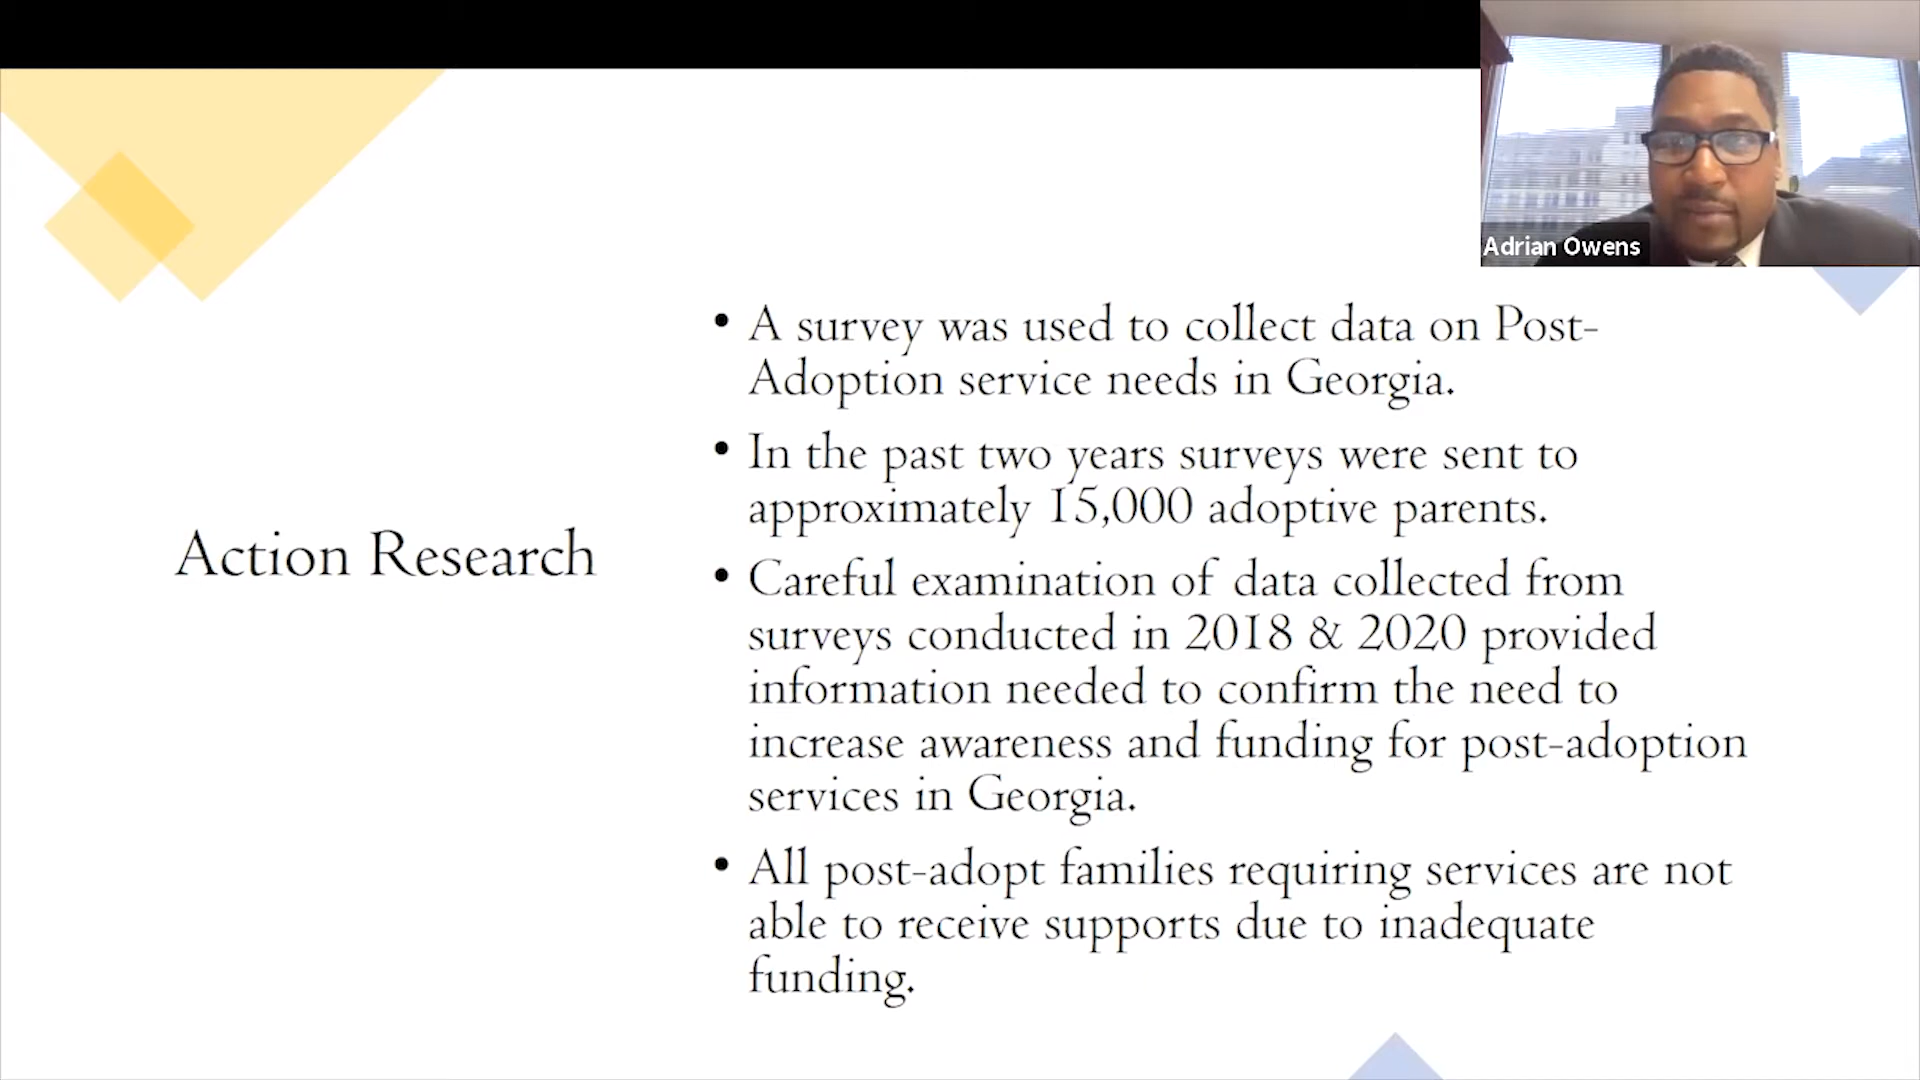 Adrian Owens
Action Research
• A survey was used to collect data on Post-
Adoption service needs in Georgia.
• In the past two years surveys were sent to
approximately 15,000 adoptive parents.
• Careful examination of data collected from
surveys conducted in 2018 & 2020 provided
information needed to confirm the need to
increase awareness and funding for post-adoption
services in Georgia.
• All post-adopt families requiring services are not
able to receive supports due to inadequate
funding.